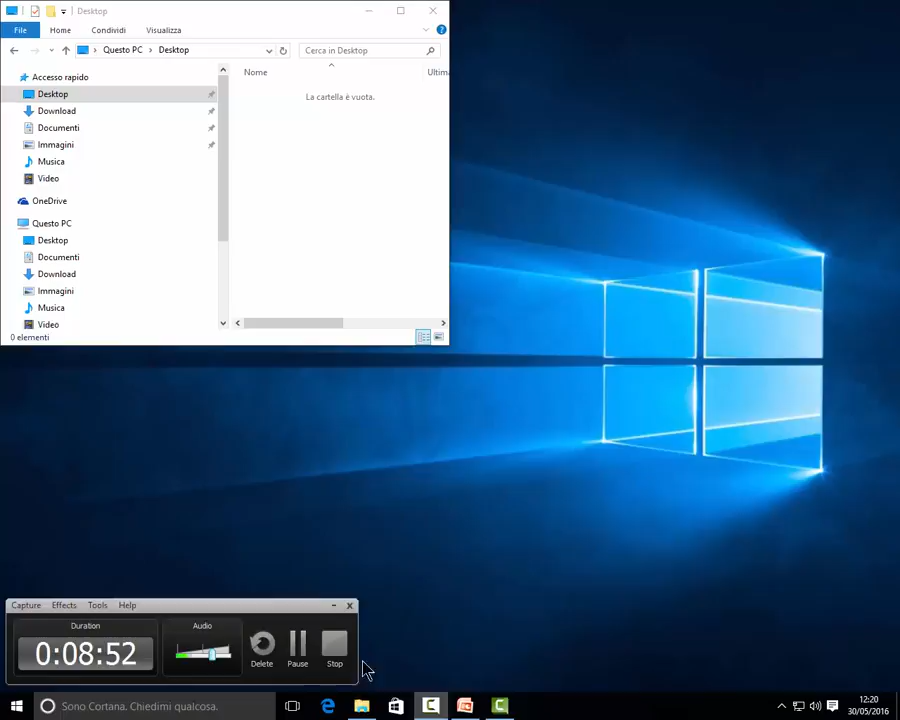 Desktop
File Home Condividi Visualizza
Questo PC Desktop
Cerca in Desktop
Accesso rapido
Desktop
Download
Documenti
Immagini
Musica
Video
OneDrive
Questo PC
Desktop
Documenti
Download
Immagini
Musica
Video
Nome Ultim
La cartella è vuota.
0 elementi
Capture Effects Tools Help
Duration
0:08:52
Audio
Delete Pause Stop
Sono Cortana. Chiedimi qualcosa.
12:20
30/05/2016